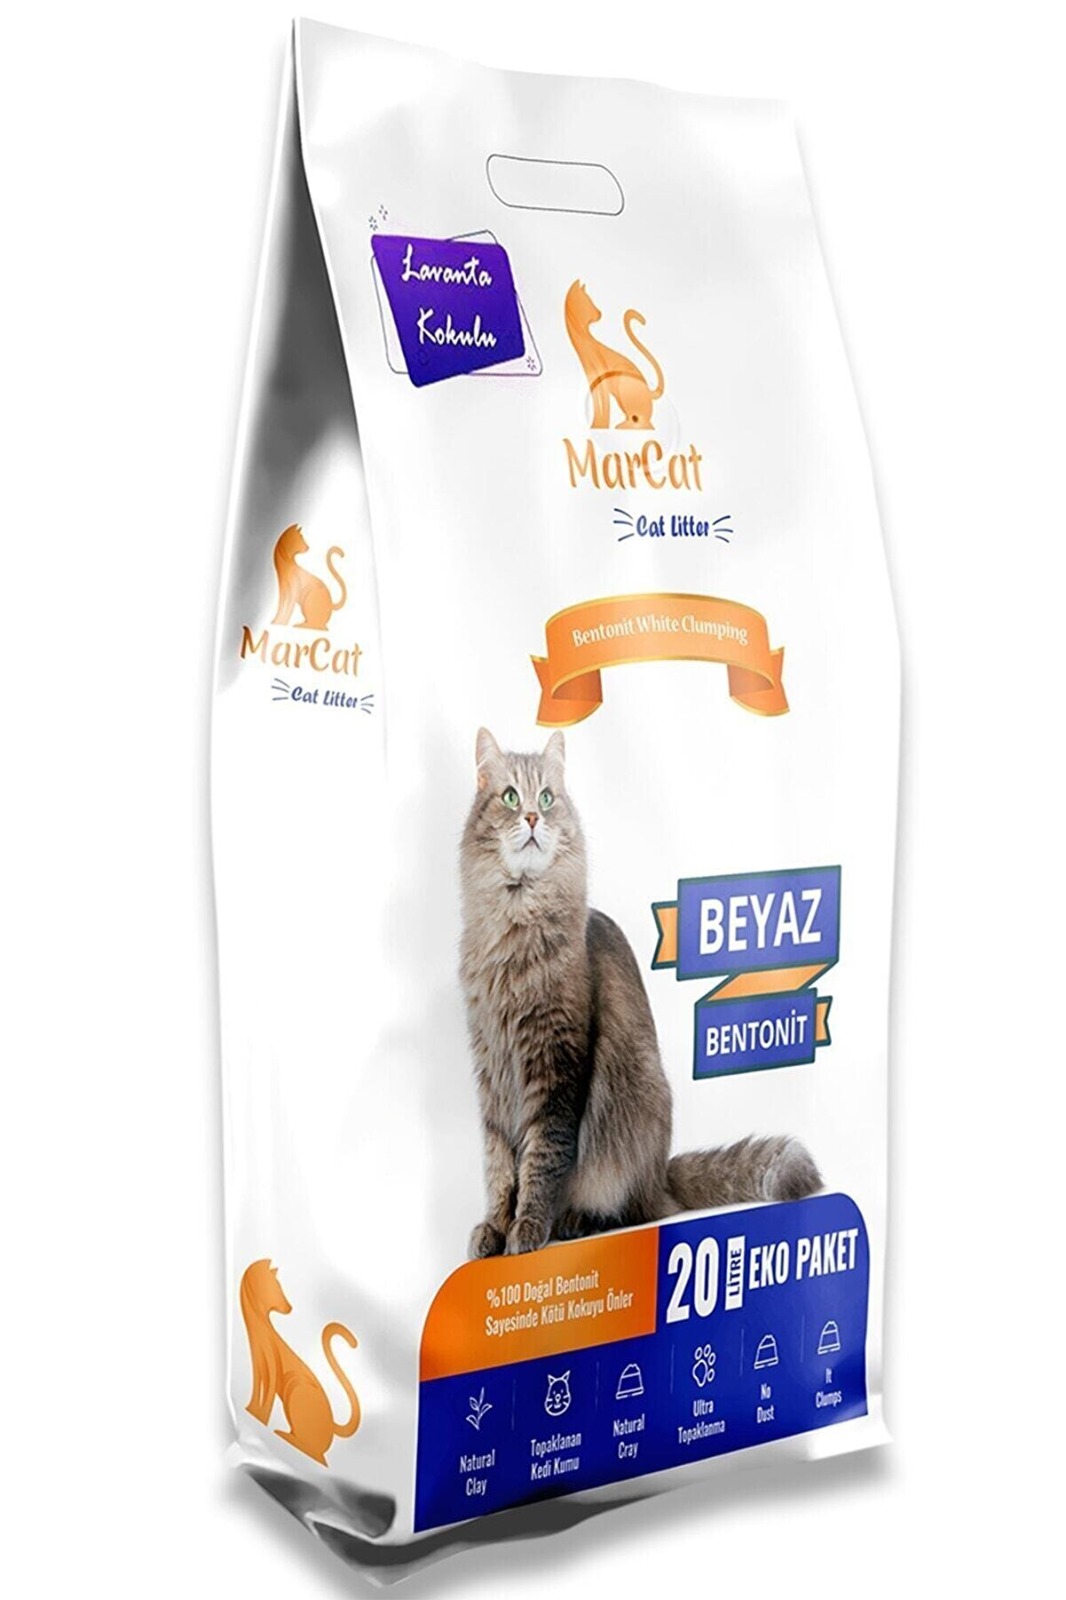 Lavanta
Kokulu
MarCat
Cat Litter
Bentonit White Clumping
MarCat
Cat Litter
BEYAZ
BENTONİT
%100 Doğal Bentonit
Sayesinde Kötü Kokuyu Önler
20 LİTRE EKO PAKET
Natural
Clay
Topaklanan
Kedi Kumu
Natural
Cray
Ultra
Topaklanma
No
Dust
It
Clumps